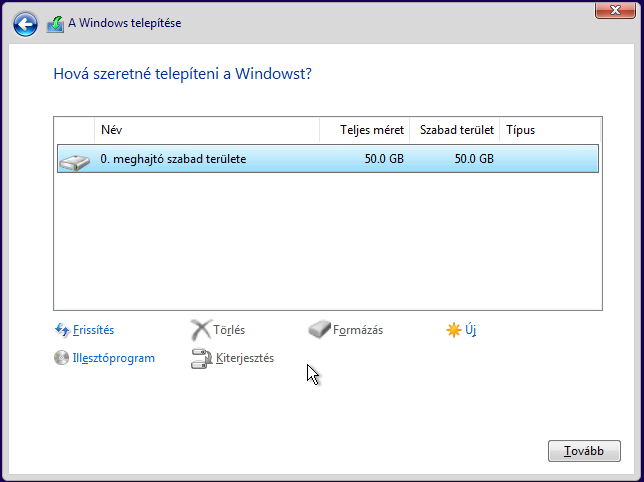 A Windows telepítése
Hová szeretné telepíteni a Windowst?
Név Teljes méret Szabad terület Típus
0. meghajtó szabad területe 50.0 GB 50.0 GB
Frissítés Törlés Formázás Új
Illesztőprogram Kiterjesztés
Tovább